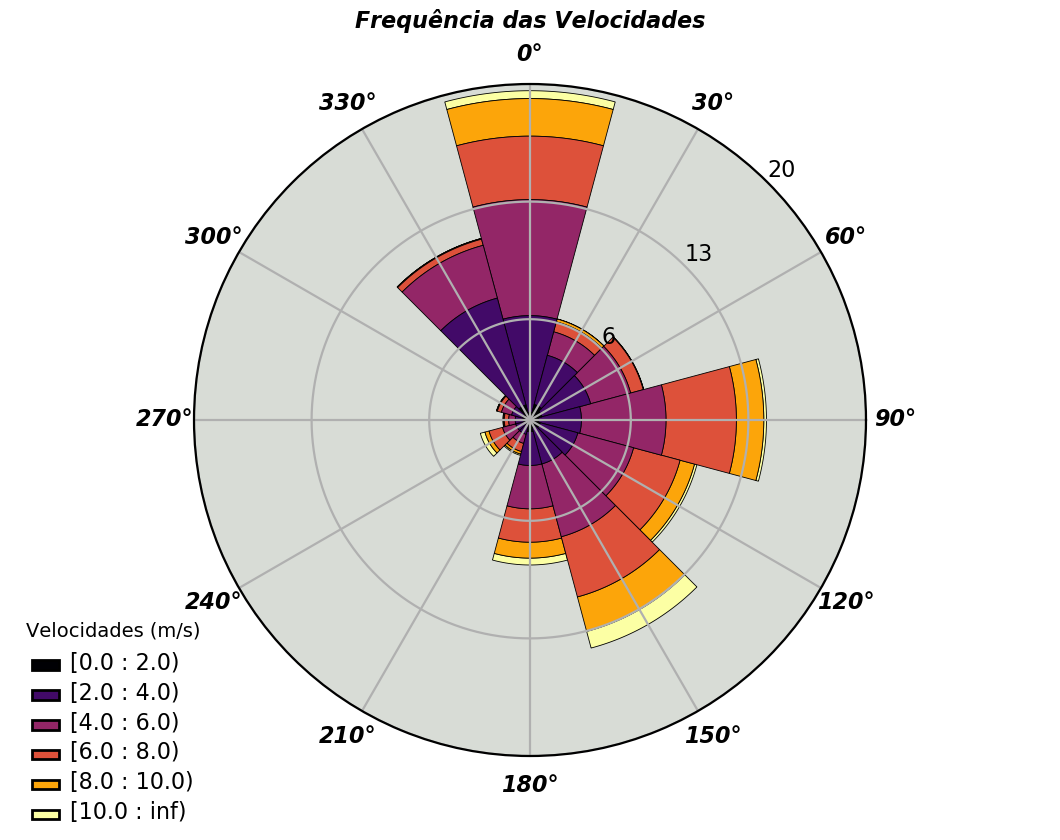 Frequência das Velocidades
0°
330°
30°
20
300°
60°
13
6
270°
90°
240°
120°
210°
150°
180°
Velocidades (m/s)
[0.0 : 2.0)
[2.0 : 4.0)
[4.0 : 6.0)
[6.0 : 8.0)
[8.0 : 10.0)
[10.0 : inf)